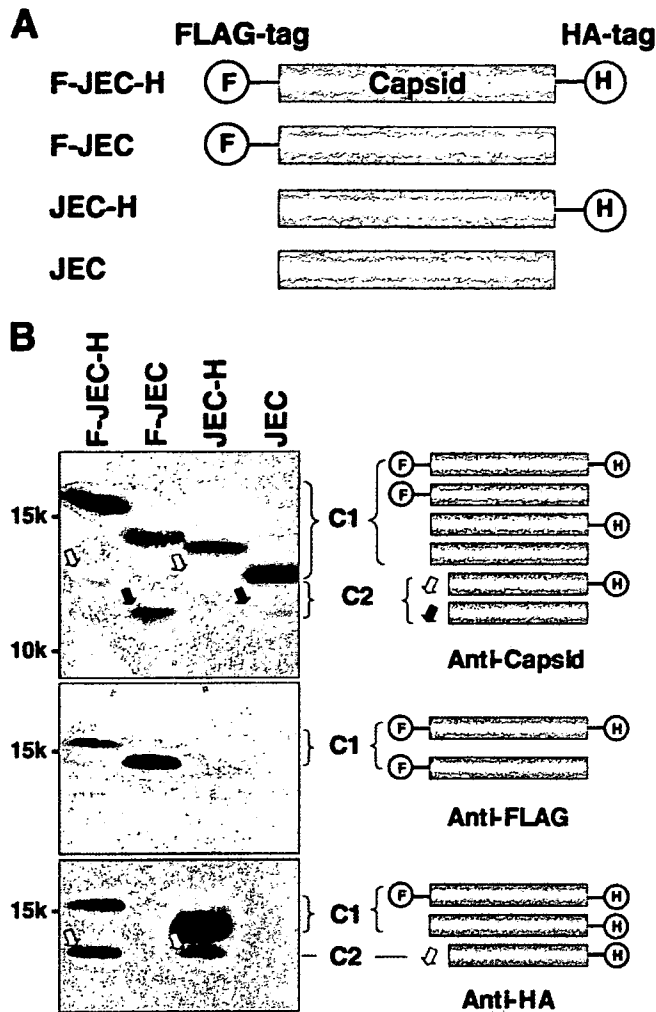 A
FLAG-tag HA-tag
F-JEC-H F Capsid H
F-JEC F
JEC-H H
JEC
B
F-JEC-H F-JEC JEC-H JEC
F H
F
15k C1
H
C2 H
10k
Anti-Capsid
F H
15k C1
F
Anti-FLAG
F H
15k C1
H
C2 H
Anti-HA